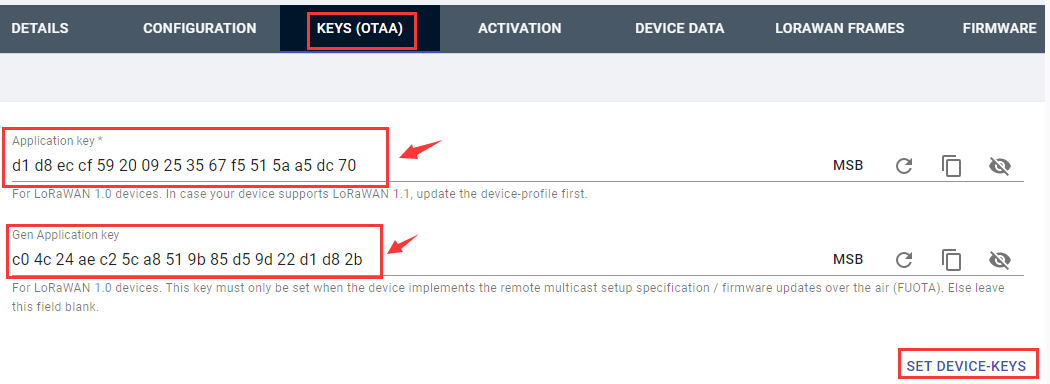 DETAILS CONFIGURATION KEYS (OTAA) ACTIVATION DEVICE DATA LORAWAN FRAMES FIRMWARE
Application key *
d1 d8 ec cf 59 20 09 25 35 67 f5 51 5a a5 dc 70 MSB
For LoRaWAN 1.0 devices. In case your device supports LoRaWAN 1.1, update the device-profile first.
Gen Application key
c0 4c 24 ae c2 5c a8 51 9b 85 d5 9d 22 d1 d8 2b MSB
For LoRaWAN 1.0 devices. This key must only be set when the device implements the remote multicast setup specification / firmware updates over the air (FUOTA). Else leave
this field blank.
SET DEVICE-KEYS